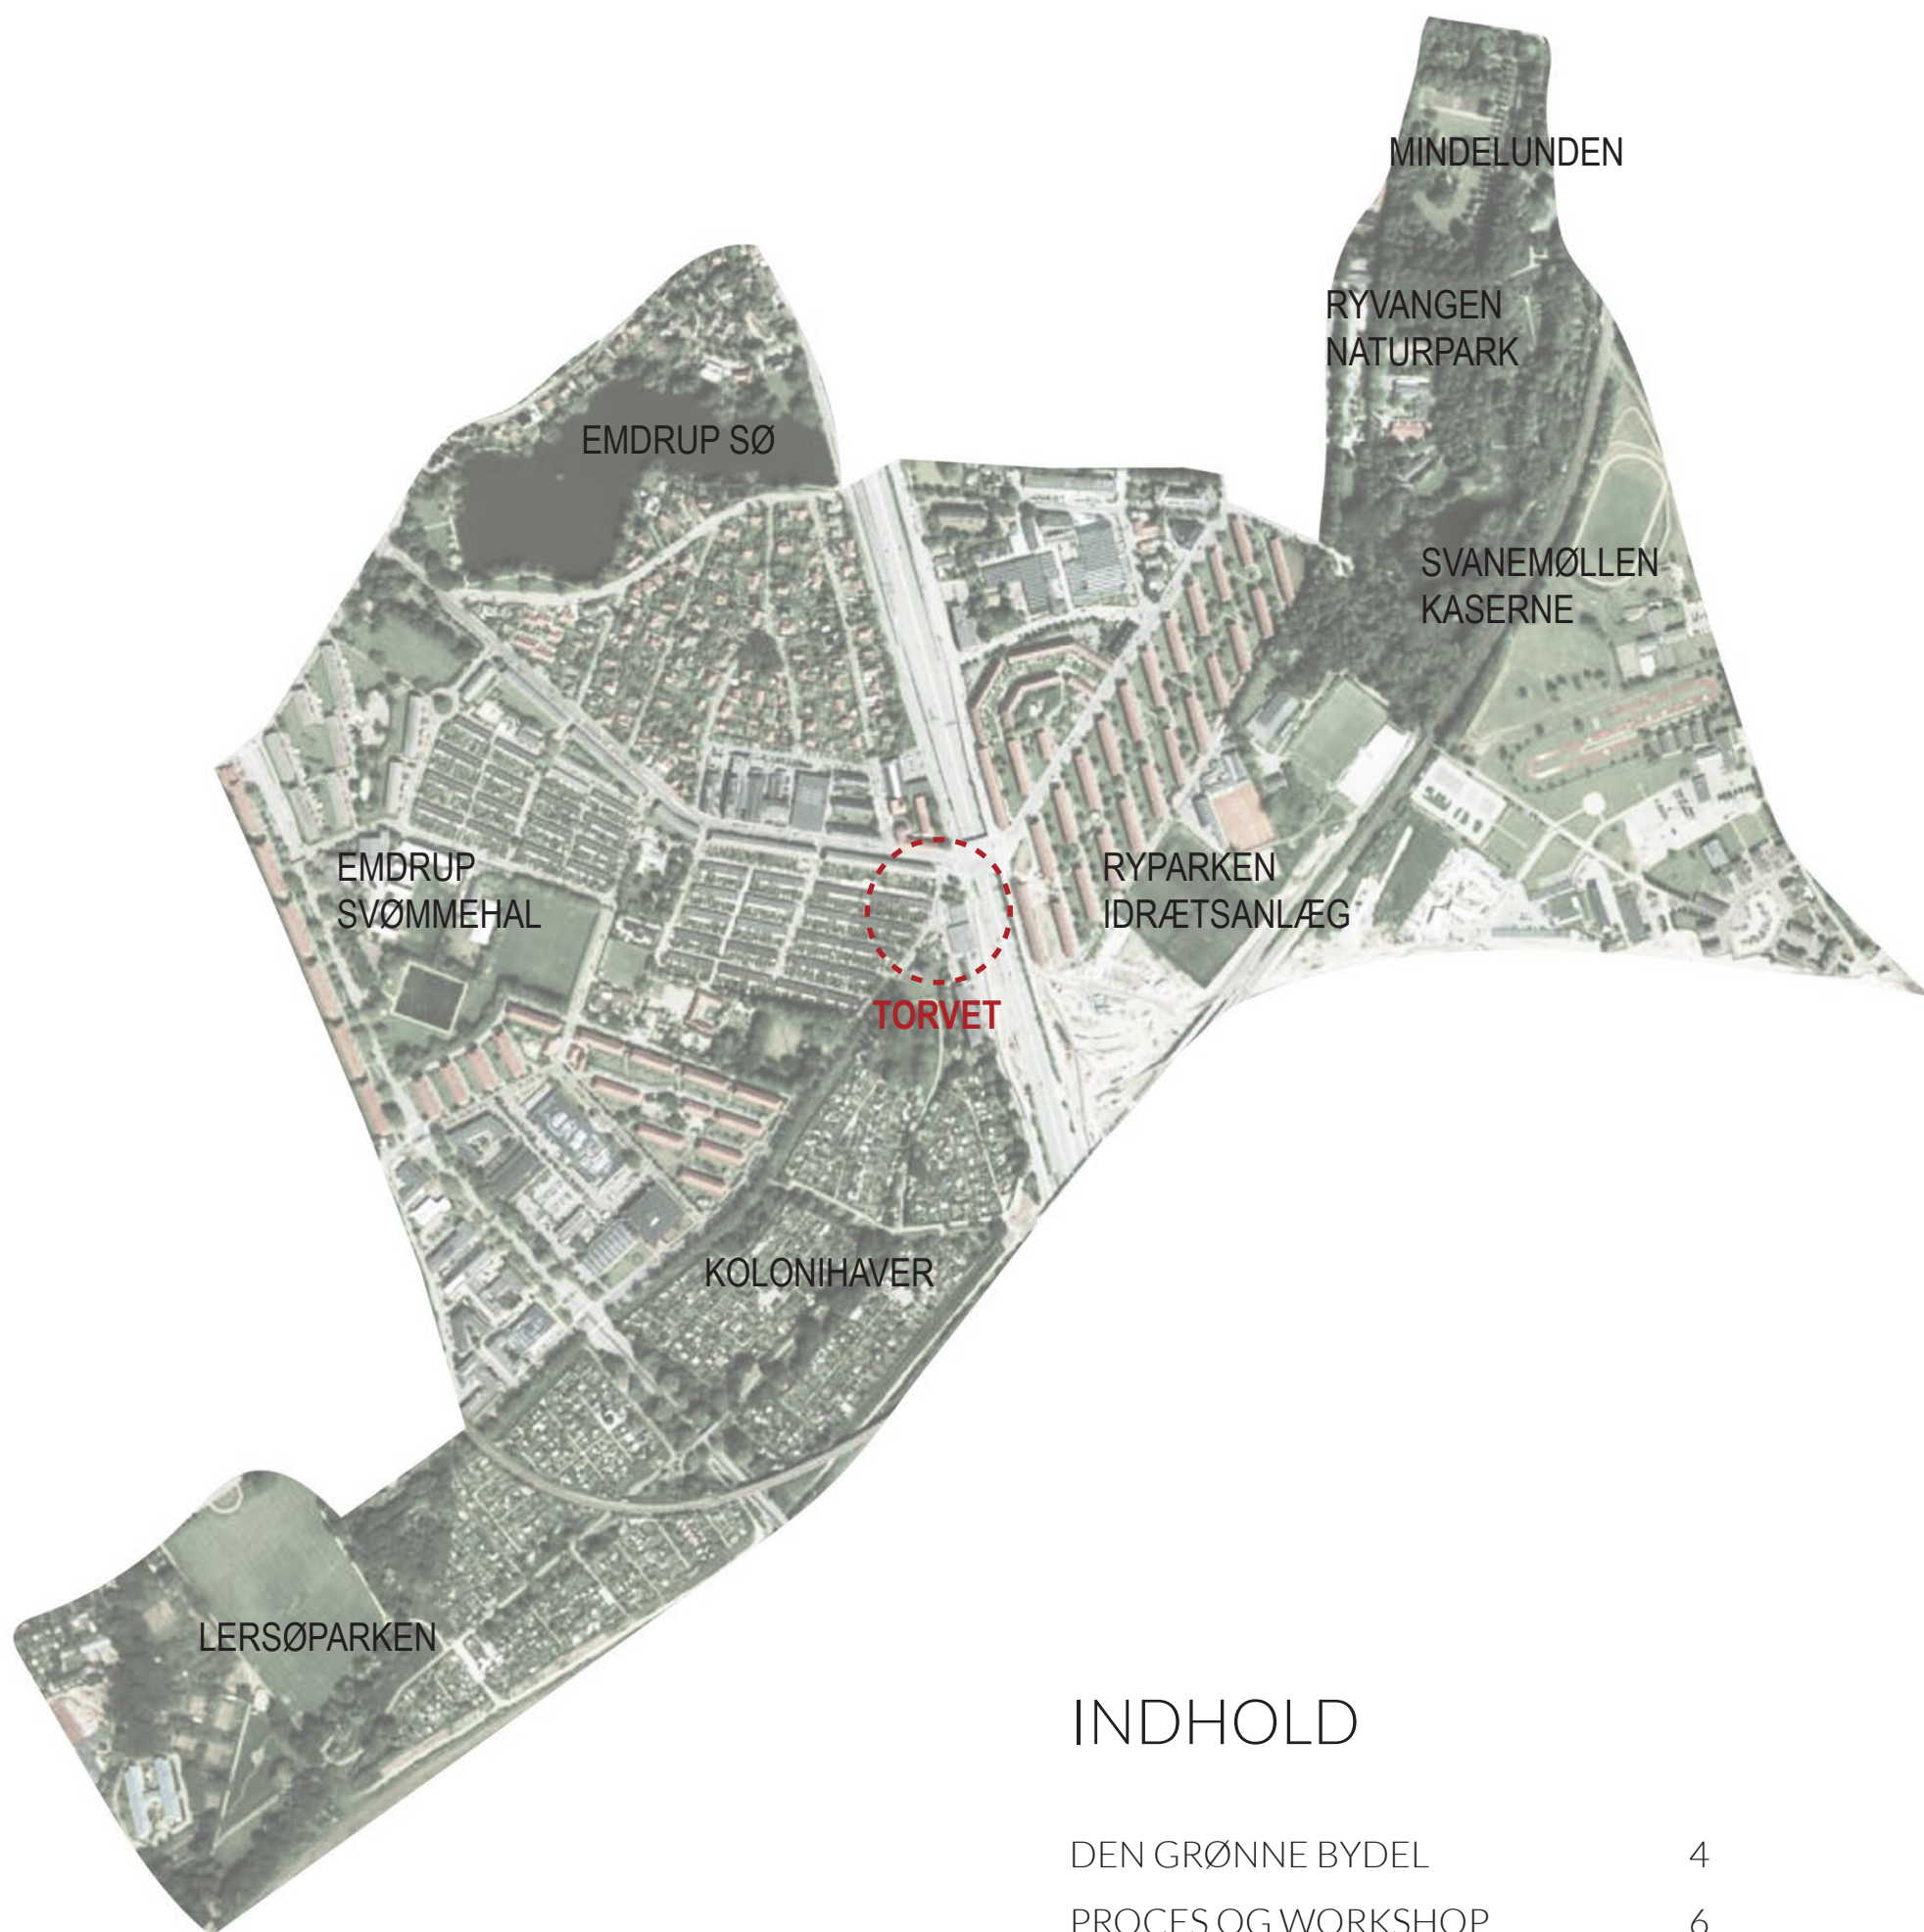 MINDELUNDEN
RYVANGEN
NATURPARK
EMDRUP SØ
SVANEMØLLEN
KASERNE
EMDRUP
SVØMMEHAL
RYPARKEN
IDRÆTSANLÆG
TORVET
KOLONIHAVER
LERSØPARKEN
INDHOLD
DEN GRØNNE BYDEL 4
PROCES OG WORKSHOP 6